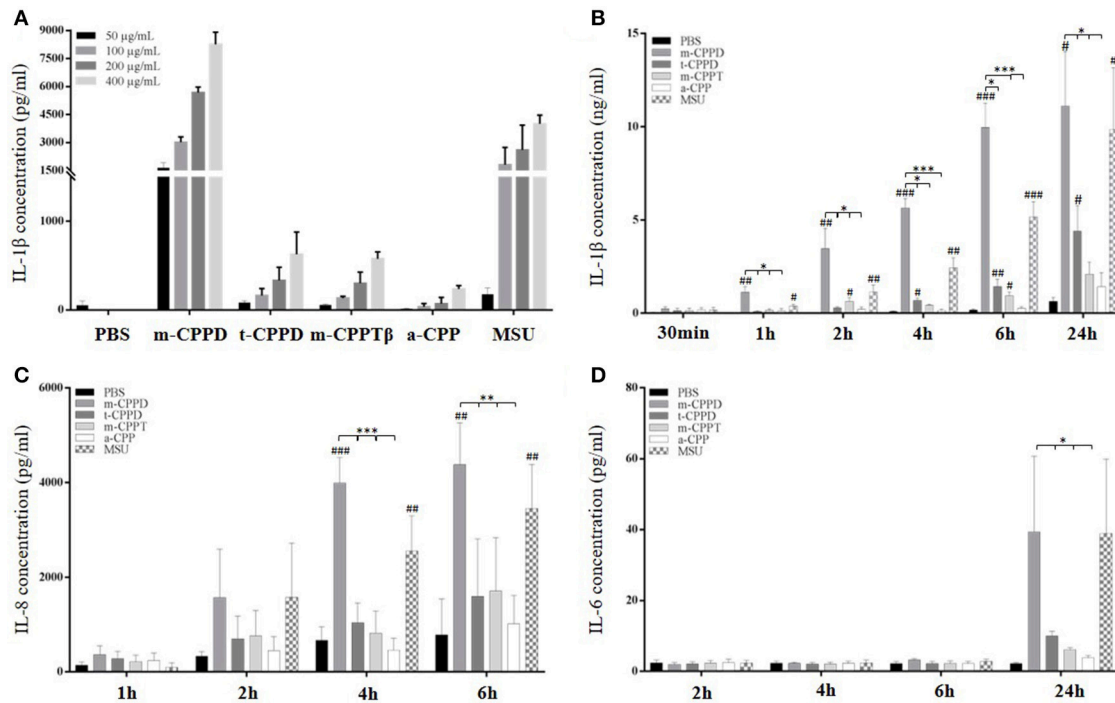 A
IL-1β concentration (pg/ml)
9000
6000
3000
1500
1000
0
50 µg/mL
100 µg/mL
200 µg/mL
400 µg/mL
PBS m-CPPD t-CPPD m-CPPTβ a-CPP MSU
B
IL-1β concentration (ng/ml)
15
10
5
0
PBS
m-CPPD
t-CPPD
m-CPPT
a-CPP
MSU
## * #
## * # ##
### *** * # ##
### *** * ## # ###
# * # #
30min 1h 2h 4h 6h 24h
C
IL-8 concentration (pg/ml)
6000
4000
2000
0
PBS
m-CPPD
t-CPPD
m-CPPT
a-CPP
MSU
### *** ##
## ** ##
1h 2h 4h 6h
D
IL-6 concentration (pg/ml)
80
60
40
20
0
PBS
m-CPPD
t-CPPD
m-CPPT
a-CPP
MSU
*
2h 4h 6h 24h